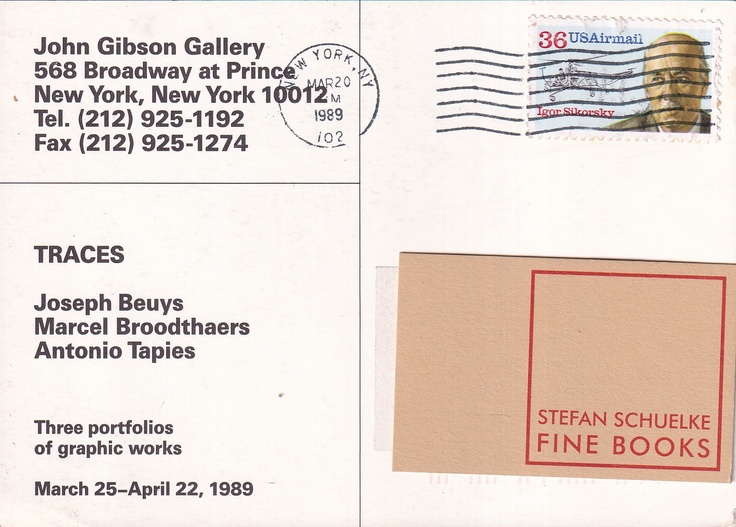 John Gibson Gallery
568 Broadway at Prince
New York, New York 10012
Tel. (212) 925-1192
Fax (212) 925-1274
NEW YORK, NY
MAR 20
M
1989
102
36 USAirmail
Igor Sikorsky
TRACES
Joseph Beuys
Marcel Broodthaers
Antonio Tapies
Three portfolios
of graphic works
March 25–April 22, 1989
STEFAN SCHUELKE
FINE BOOKS